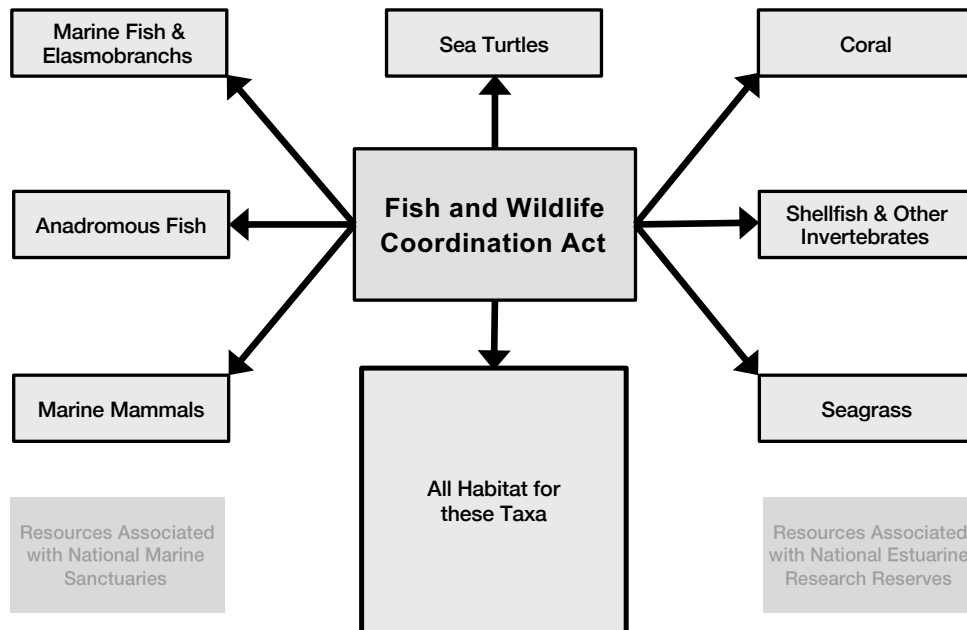 Marine Fish &
Elasmobranchs
Sea Turtles
Coral
Fish and Wildlife
Coordination Act
Anadromous Fish
Shellfish & Other
Invertebrates
Marine Mammals
Seagrass
All Habitat for
these Taxa
Resources Associated
with National Marine
Sanctuaries
Resources Associated
with National Estuarine
Research Reserves